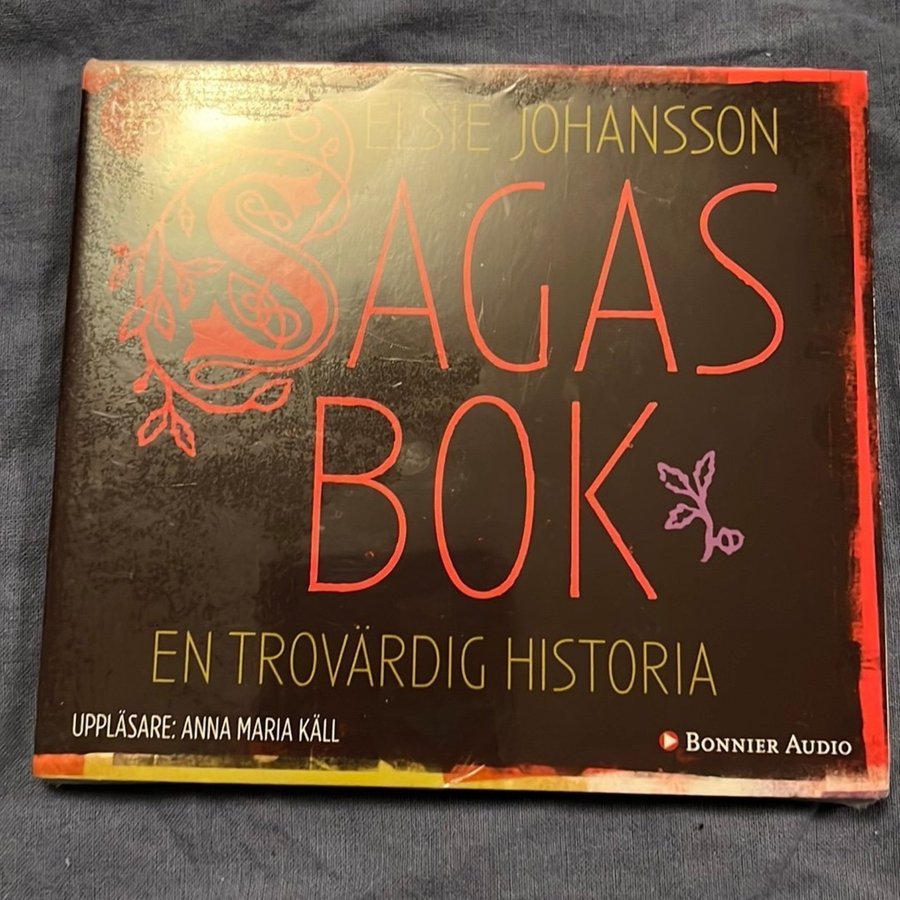 ELSIE JOHANSSON
SAGAS
BOK
EN TROVÄRDIG HISTORIA
UPPLÄSARE: ANNA MARIA KÄLL
BONNIER AUDIO